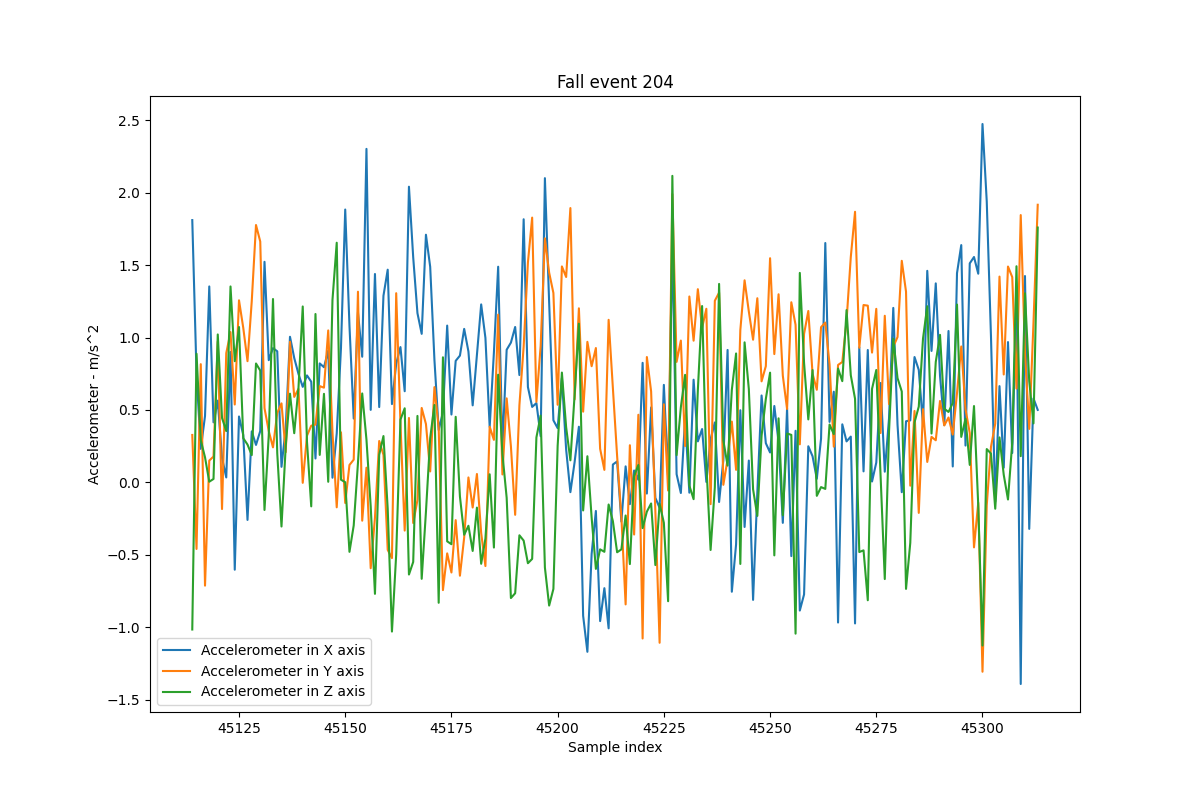 Fall event 204
2.5
2.0
1.5
1.0
0.5
0.0
−0.5
−1.0
−1.5
Accelerometer - m/s^2
Accelerometer in X axis
Accelerometer in Y axis
Accelerometer in Z axis
45125 45150 45175 45200 45225 45250 45275 45300
Sample index